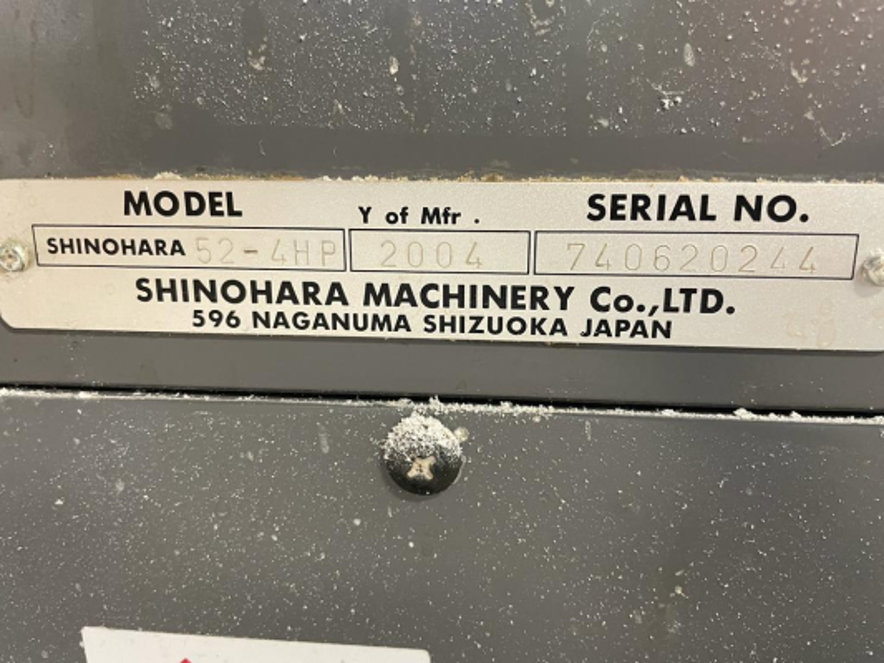 MODEL Y of Mfr . SERIAL NO.
SHINOHARA 52-4HP 2004 740620244
SHINOHARA MACHINERY Co.,LTD.
596 NAGANUMA SHIZUOKA JAPAN